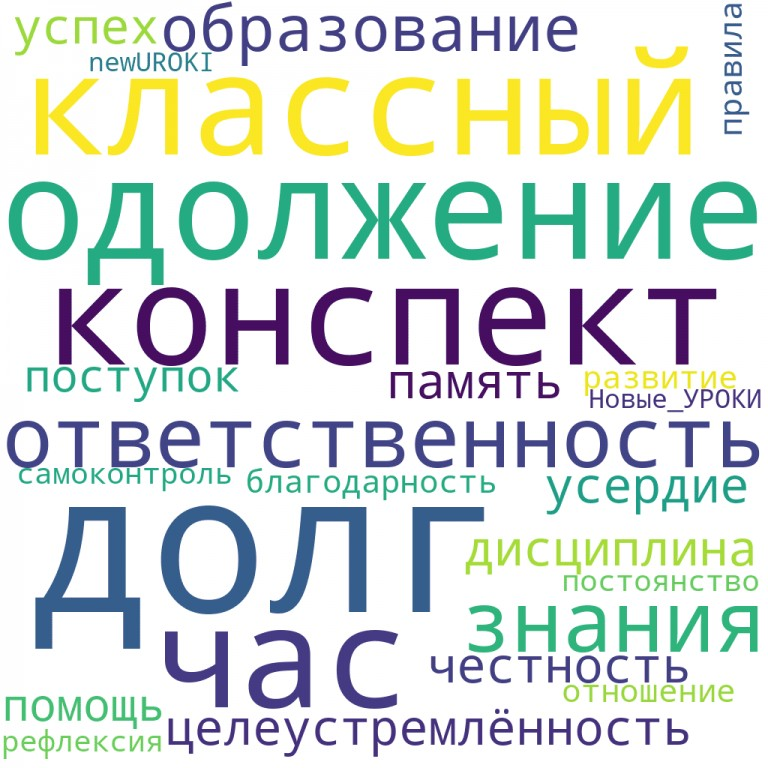 успех образование
newUROKI
правила
классный
одолжение
конспект
поступок память развитие
Новые_УРОКИ
ответственность
самоконтроль благодарность усердие
долг
дисциплина
постоянство
знания
час
честность
отношение
помощь целеустремлённость
рефлексия